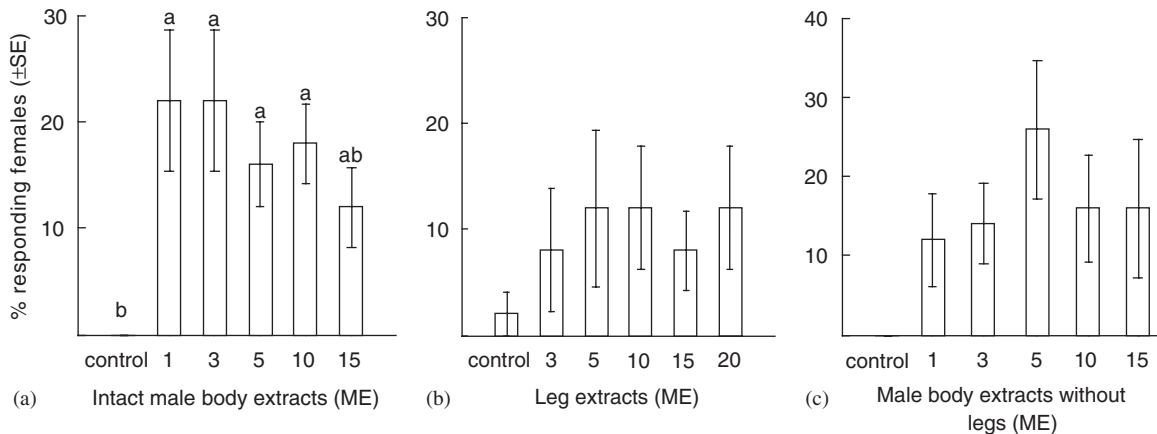 % responding females (±SE)
30
20
10
a
a
a
a
ab
b
control 1 3 5 10 15
(a) Intact male body extracts (ME)
30
20
10
control 3 5 10 15 20
(b) Leg extracts (ME)
40
30
20
10
control 1 3 5 10 15
(c) Male body extracts without
legs (ME)